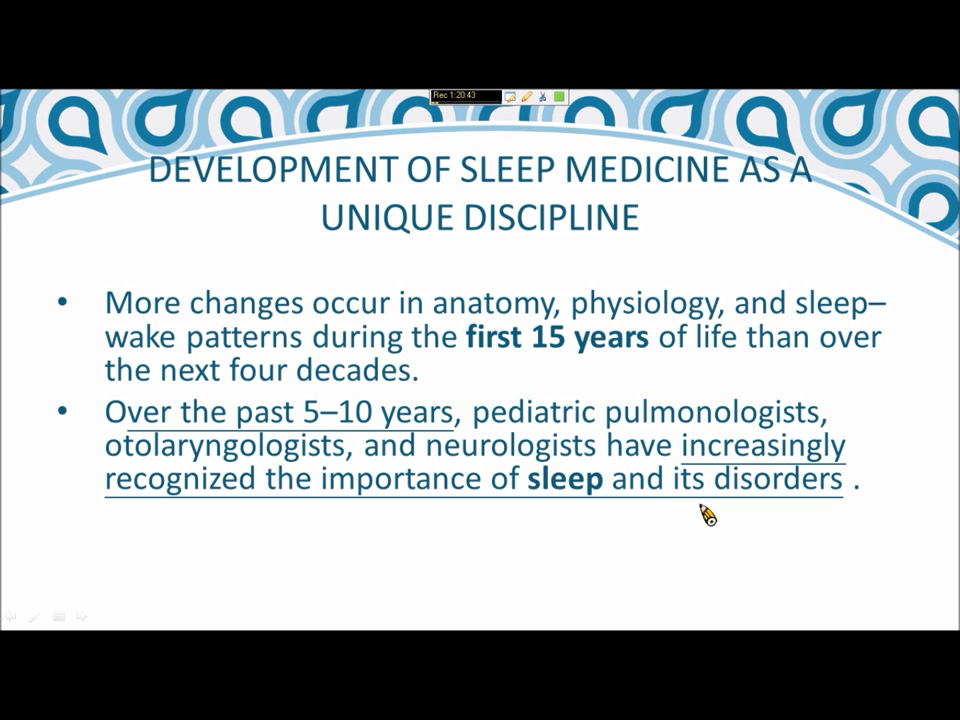 Rec 1:20:43
DEVELOPMENT OF SLEEP MEDICINE AS A
UNIQUE DISCIPLINE
• More changes occur in anatomy, physiology, and sleep–
wake patterns during the first 15 years of life than over
the next four decades.
• Over the past 5–10 years, pediatric pulmonologists,
otolaryngologists, and neurologists have increasingly
recognized the importance of sleep and its disorders .